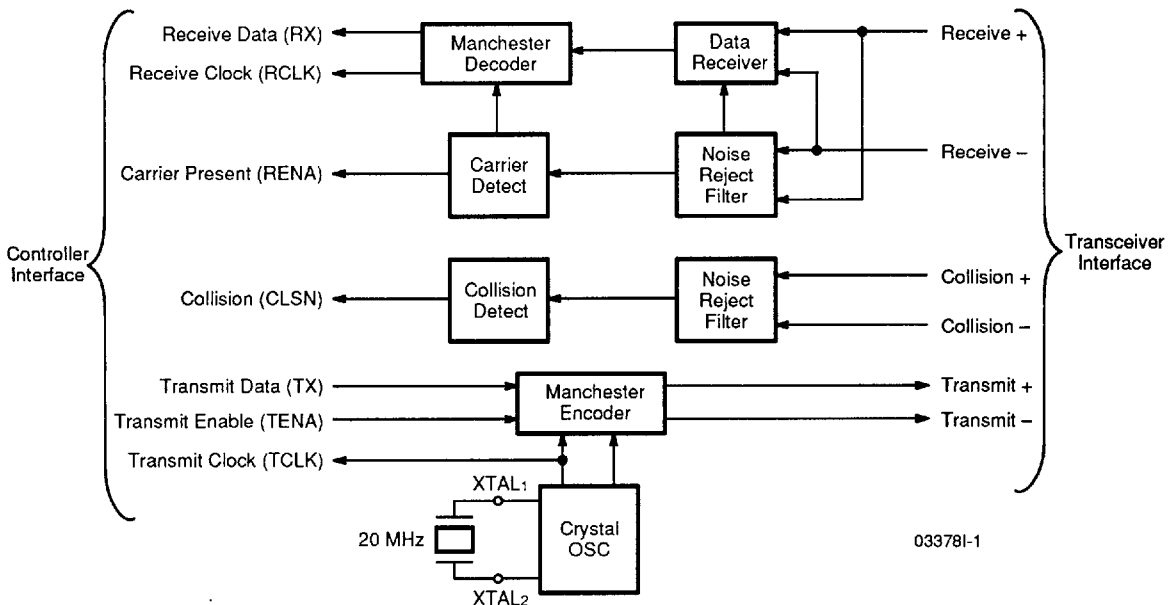 Receive Data (RX)
Manchester
Decoder
Data
Receiver
Receive +
Receive Clock (RCLK)
Carrier Present (RENA)
Carrier
Detect
Noise
Reject
Filter
Receive –
Controller
Interface
Transceiver
Interface
Collision (CLSN)
Collision
Detect
Noise
Reject
Filter
Collision +
Collision –
Transmit Data (TX)
Manchester
Encoder
Transmit +
Transmit Enable (TENA)
Transmit –
Transmit Clock (TCLK)
XTAL1
20 MHz
Crystal
OSC
XTAL2
03378I-1